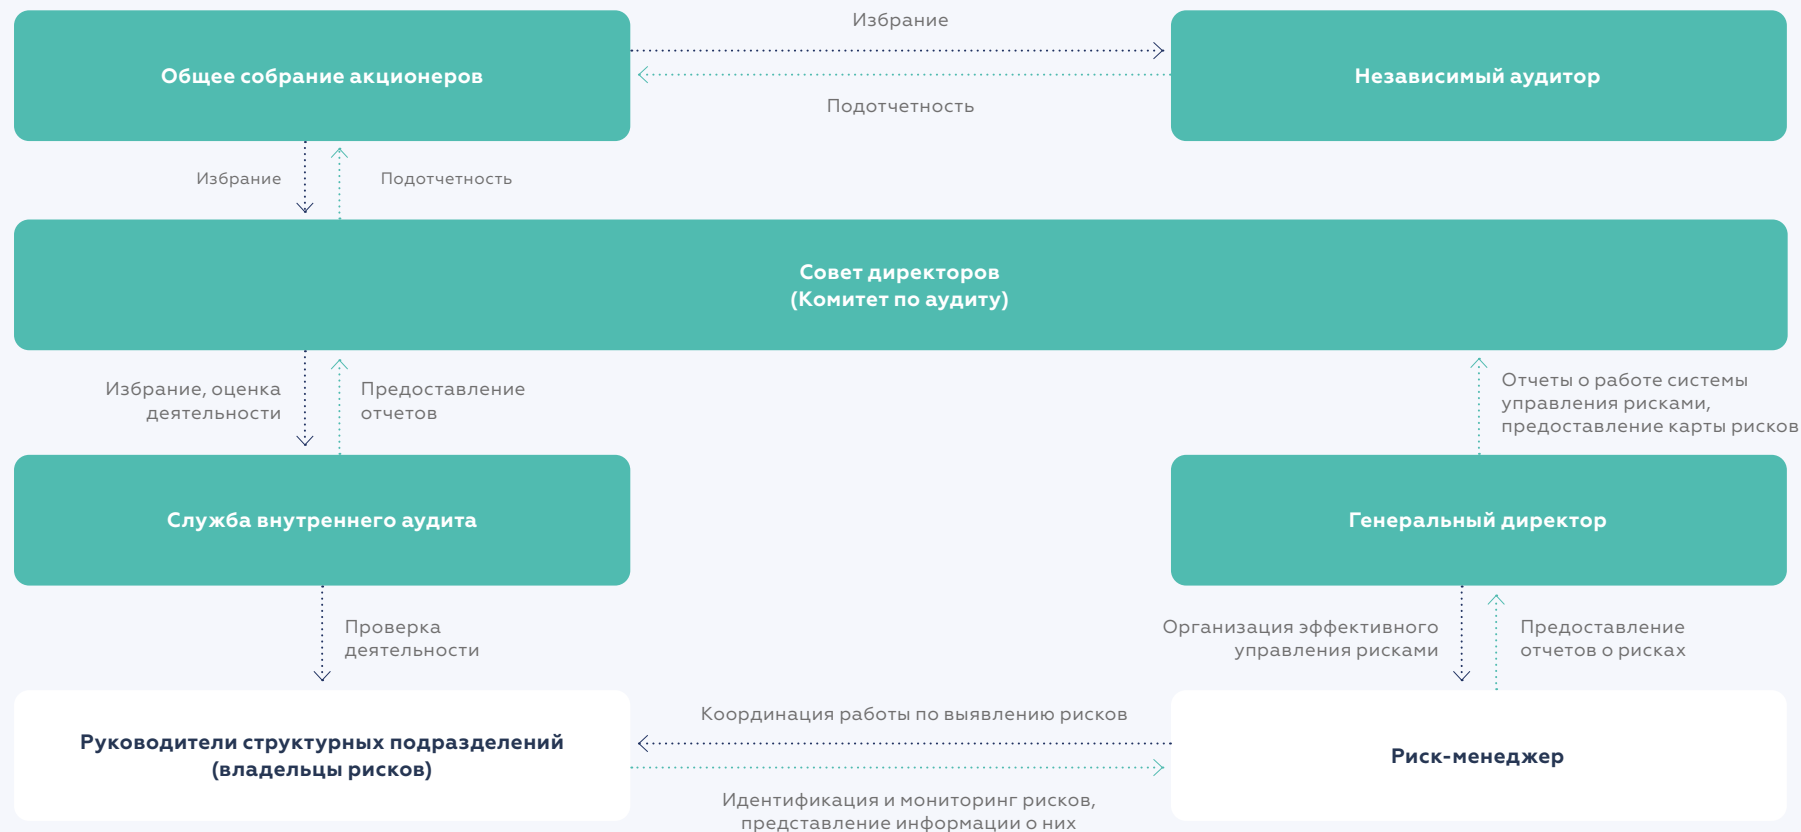 Избрание
Общее собрание акционеров
Независимый аудитор
Подотчетность
Избрание
Подотчетность
Совет директоров
(Комитет по аудиту)
Избрание, оценка
деятельности
Предоставление
отчетов
Отчеты о работе системы
управления рисками,
предоставление карты рисков
Служба внутреннего аудита
Генеральный директор
Проверка
деятельности
Организация эффективного
управления рисками
Предоставление
отчетов о рисках
Координация работы по выявлению рисков
Руководители структурных подразделений
(владельцы рисков)
Риск-менеджер
Идентификация и мониторинг рисков,
представление информации о них